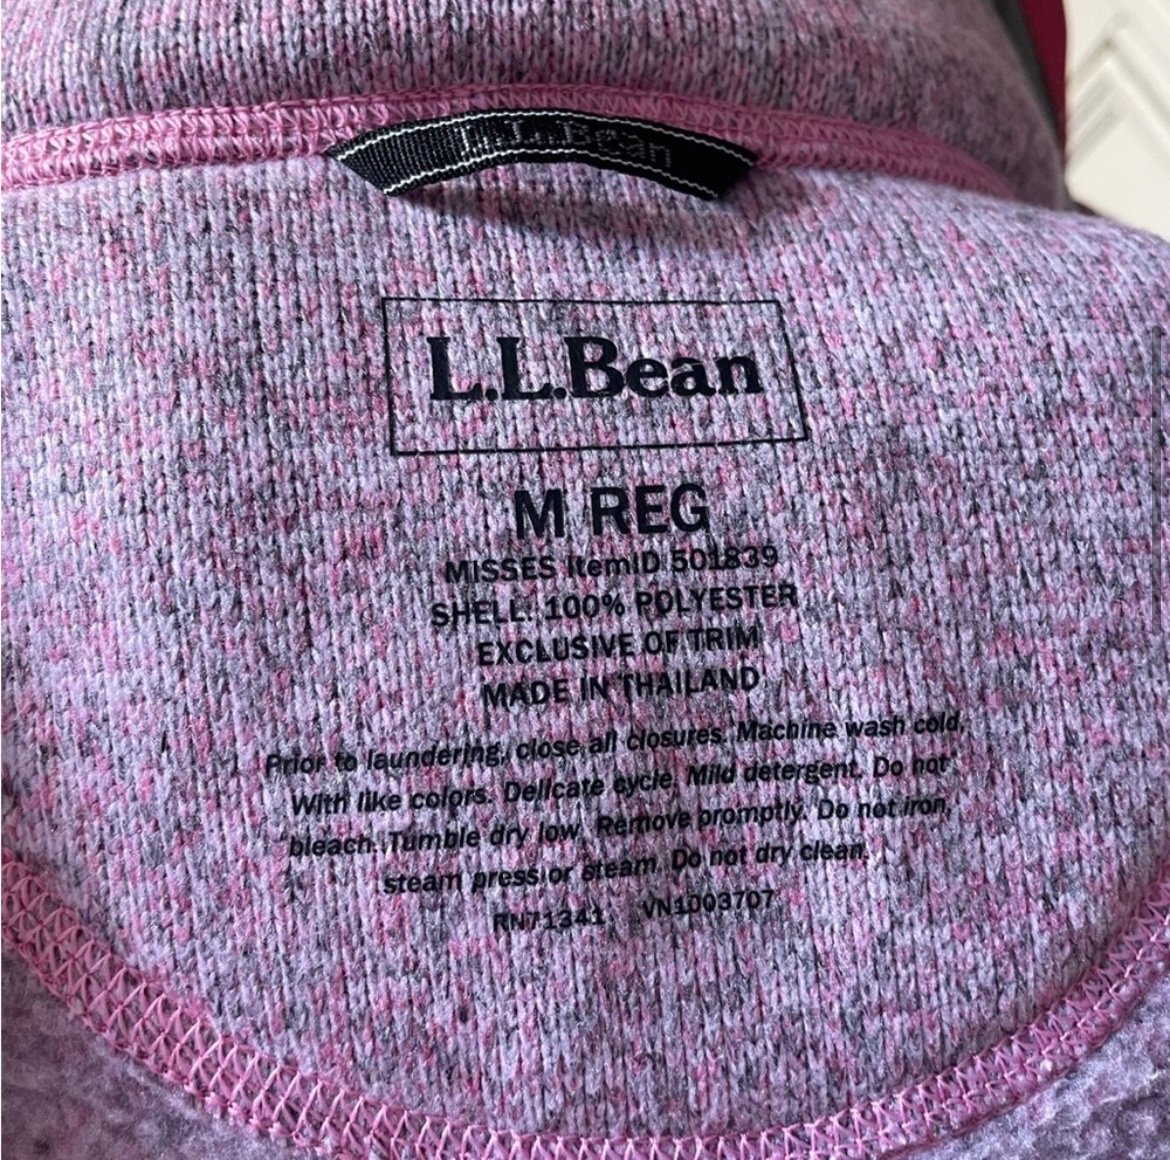 L.L.Bean
L.L.Bean
M REG
MISSES ItemID 501839
SHELL: 100% POLYESTER
EXCLUSIVE OF TRIM
MADE IN THAILAND
Prior to laundering, close all closures. Machine wash cold,
With like colors. Delicate cycle. Mild detergent. Do not
bleach. Tumble dry low. Remove promptly. Do not iron,
steam press or steam. Do not dry clean.
RN71341 VN1003707